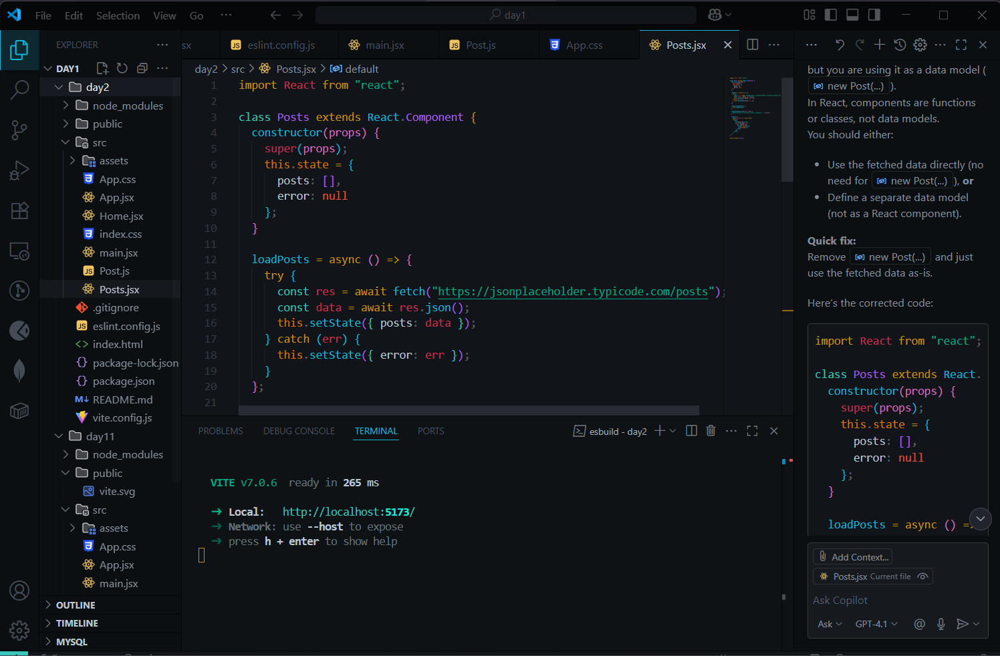 File Edit Selection View Go ··· day1
EXPLORER ···
DAY1
day2
node_modules
public
src
assets
App.css
App.jsx
Home.jsx
index.css
main.jsx
Post.js
Posts.jsx
.gitignore
eslint.config.js
index.html
package-lock.json
package.json
README.md
vite.config.js
day11
node_modules
public
vite.svg
src
assets
App.css
App.jsx
main.jsx
OUTLINE
TIMELINE
MYSQL
sx eslint.config.js main.jsx Post.js App.css Posts.jsx
day2 > src > Posts.jsx > default
1 import React from "react";
2
3 class Posts extends React.Component {
4 constructor(props) {
5 super(props);
6 this.state = {
7 posts: [],
8 error: null
9 };
10 }
11
12 loadPosts = async () => {
13 try {
14 const res = await fetch("https://jsonplaceholder.typicode.com/posts");
15 const data = await res.json();
16 this.setState({ posts: data });
17 } catch (err) {
18 this.setState({ error: err });
19 }
20 };
21
PROBLEMS DEBUG CONSOLE TERMINAL PORTS esbuild - day2
VITE v7.0.6 ready in 265 ms
➜ Local: http://localhost:5173/
➜ Network: use --host to expose
➜ press h + enter to show help
but you are using it as a data model (
new Post(...) ).
In React, components are functions
or classes, not data models.
You should either:
• Use the fetched data directly (no
need for new Post(...) ), or
• Define a separate data model
(not as a React component).
Quick fix:
Remove new Post(...) and just
use the fetched data as-is.
Here's the corrected code:
import React from "react";
class Posts extends React.
constructor(props) {
super(props);
this.state = {
posts: [],
error: null
};
}
loadPosts = async () =>
Add Context...
Posts.jsx Current file
Ask Copilot
Ask GPT-4.1